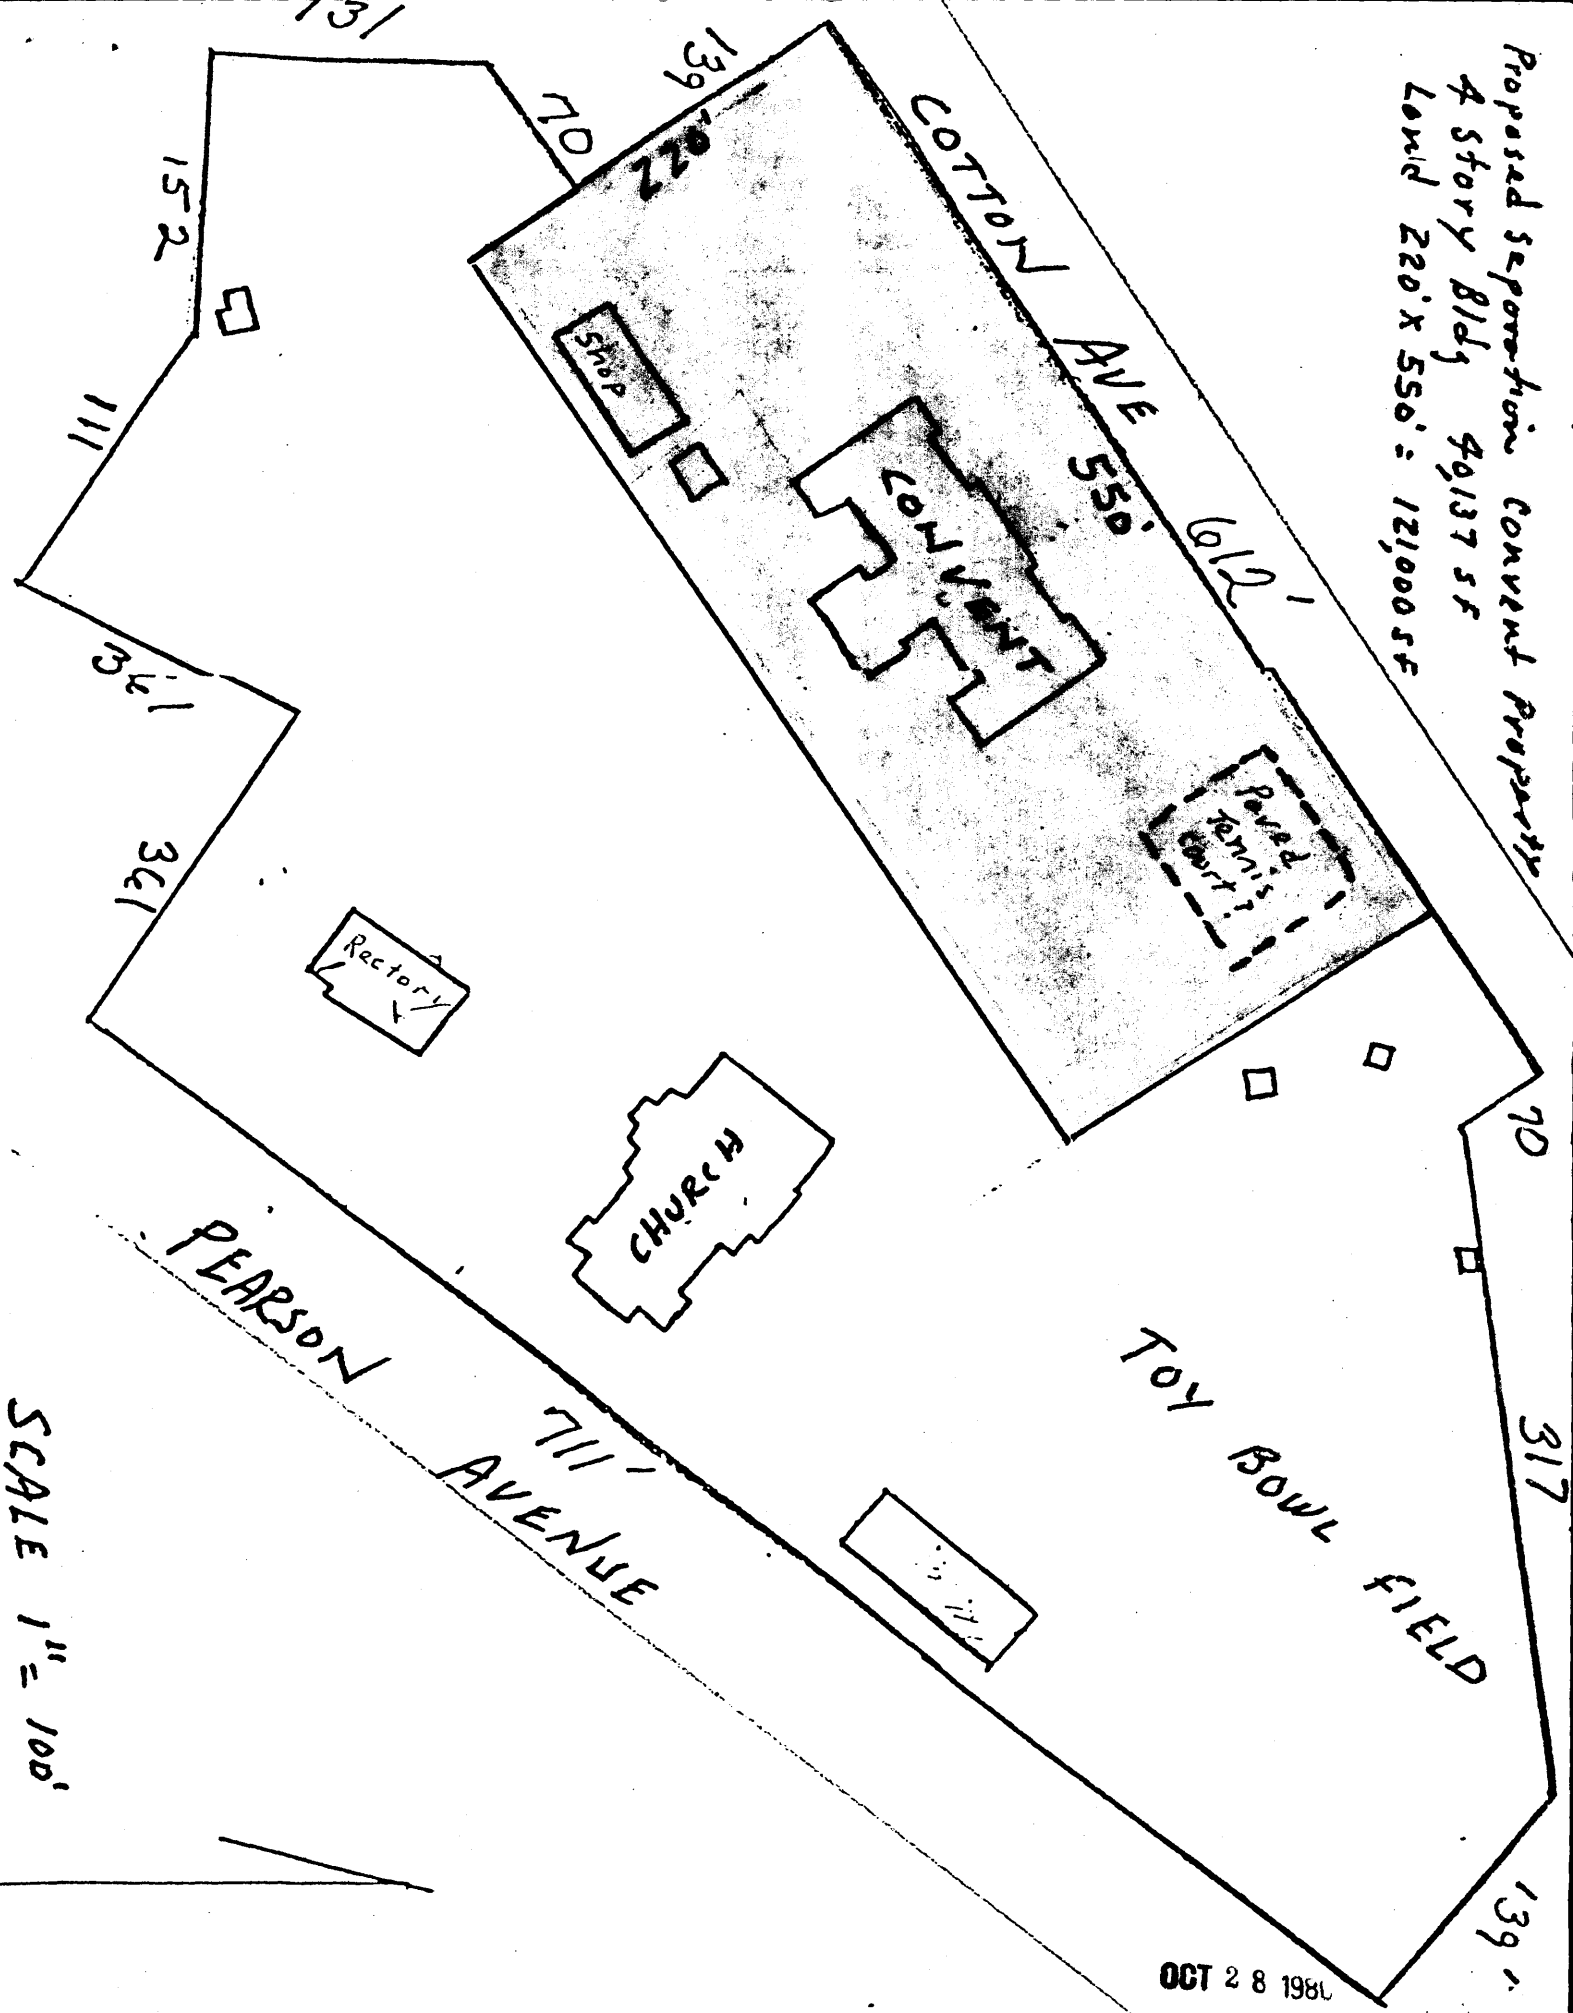 Proposed Separation Convent Property
4 Story Bldg 40,137 sf
Land 220' x 550' = 121,000 sf
COTTON AVE
612'
550'
220'
139
70
131
152
111
361
711'
317
70
139
CONVENT
Shop
Paved
Tennis
Court?
Rectory
CHURCH
TOY BOWL FIELD
PEARSON AVENUE
SCALE 1" = 100'
OCT 28